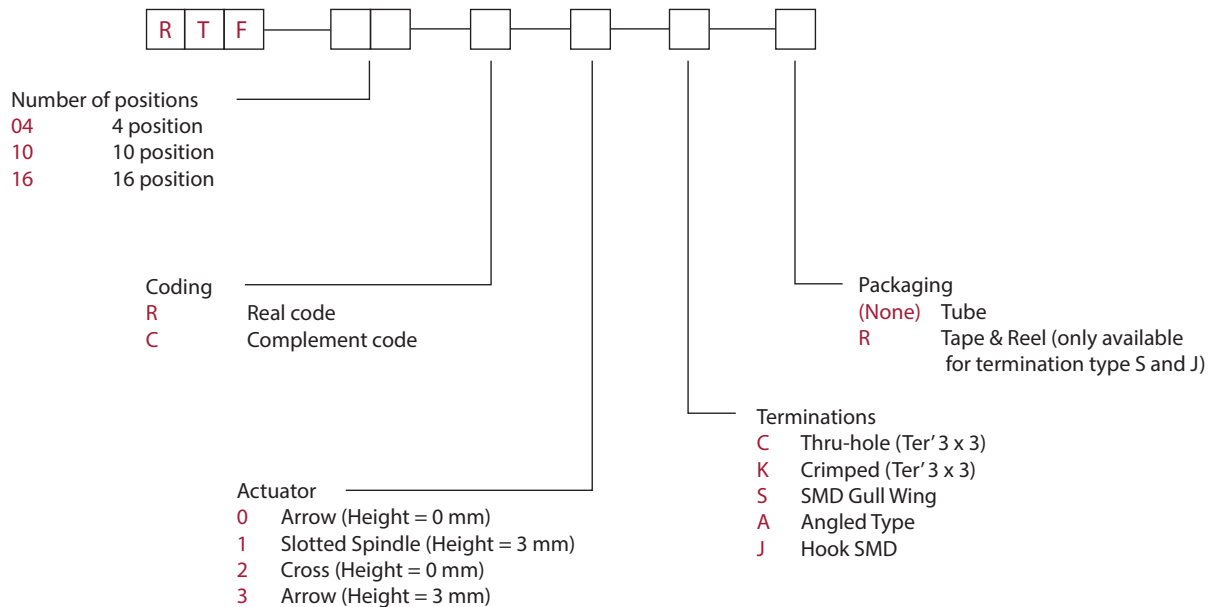 R T F
Number of positions
04 4 position
10 10 position
16 16 position
Coding
R Real code
C Complement code
Packaging
(None) Tube
R Tape & Reel (only available
for termination type S and J)
Terminations
C Thru-hole (Ter’ 3 x 3)
K Crimped (Ter’ 3 x 3)
S SMD Gull Wing
A Angled Type
J Hook SMD
Actuator
0 Arrow (Height = 0 mm)
1 Slotted Spindle (Height = 3 mm)
2 Cross (Height = 0 mm)
3 Arrow (Height = 3 mm)